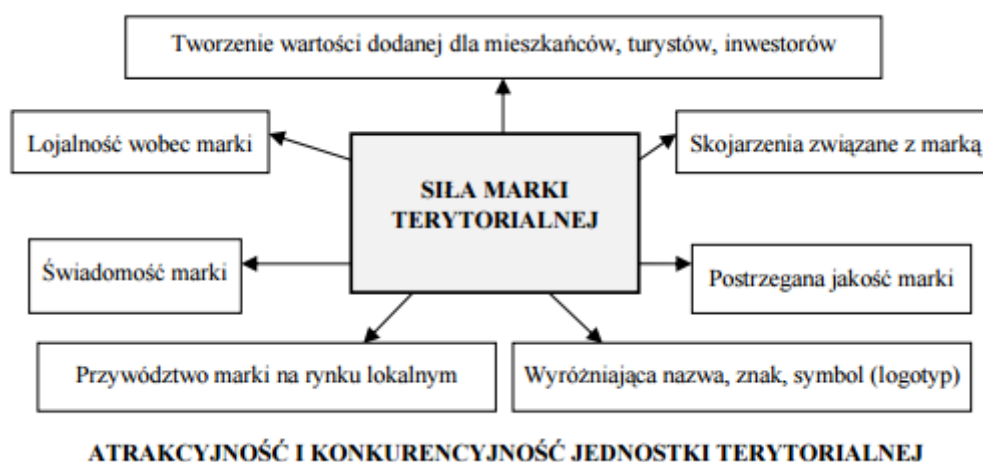 Tworzenie wartości dodanej dla mieszkańców, turystów, inwestorów
Lojalność wobec marki
Skojarzenia związane z marką
SIŁA MARKI
TERYTORIALNEJ
Świadomość marki
Postrzegana jakość marki
Przywództwo marki na rynku lokalnym
Wyróżniająca nazwa, znak, symbol (logotyp)
ATRAKCYJNOŚĆ I KONKURENCYJNOŚĆ JEDNOSTKI TERYTORIALNEJ